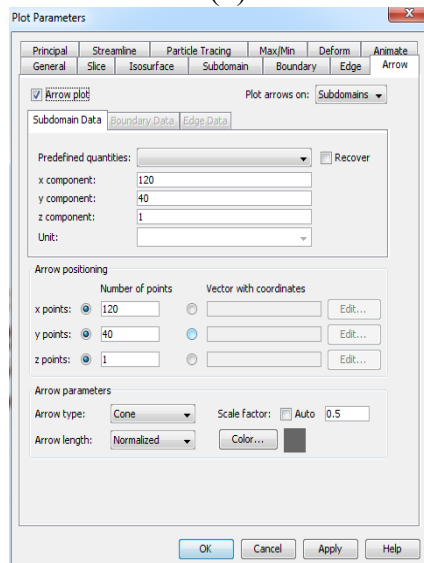 Plot Parameters
Principal Streamline Particle Tracing Max/Min Deform Animate
General Slice Isosurface Subdomain Boundary Edge Arrow
Arrow plot Plot arrows on: Subdomains
Subdomain Data Boundary Data Edge Data
Predefined quantities: Recover
x component: 120
y component: 40
z component: 1
Unit:
Arrow positioning
Number of points Vector with coordinates
x points: 120 Edit...
y points: 40 Edit...
z points: 1 Edit...
Arrow parameters
Arrow type: Cone Scale factor: Auto 0.5
Arrow length: Normalized Color...
OK Cancel Apply Help